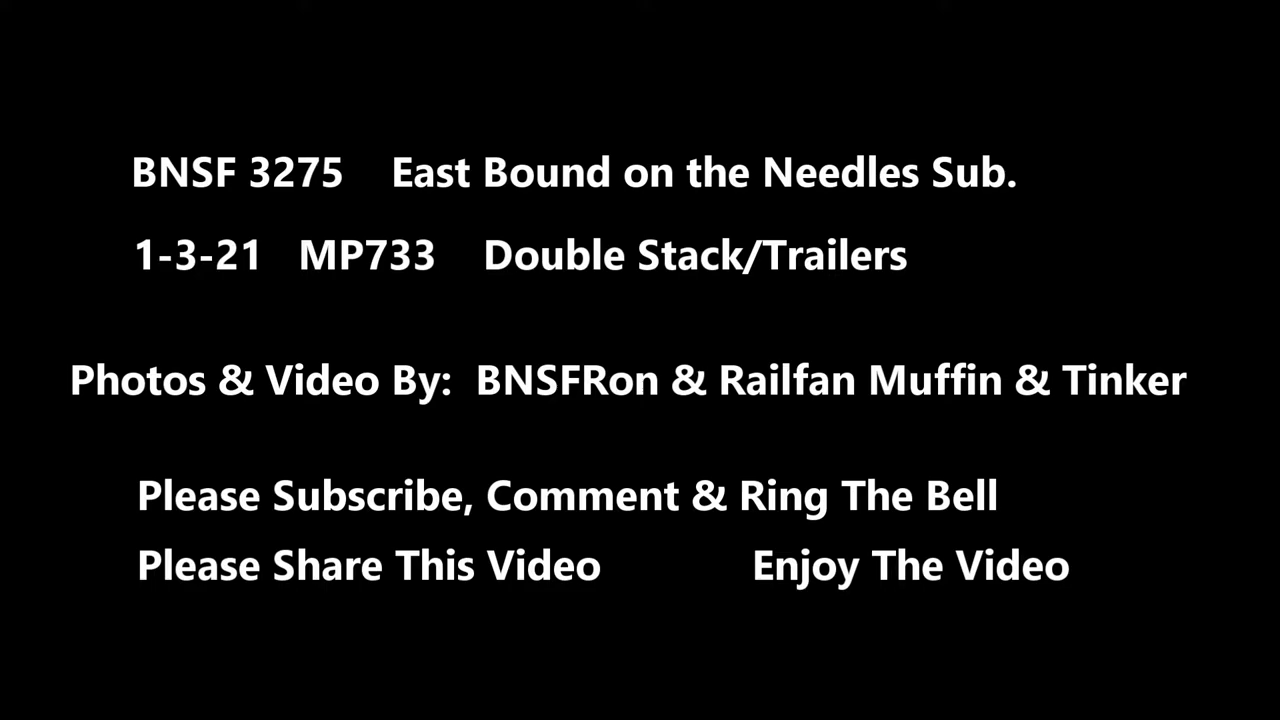 BNSF 3275 East Bound on the Needles Sub.
1-3-21 MP733 Double Stack/Trailers
Photos & Video By: BNSFRon & Railfan Muffin & Tinker
Please Subscribe, Comment & Ring The Bell
Please Share This Video Enjoy The Video